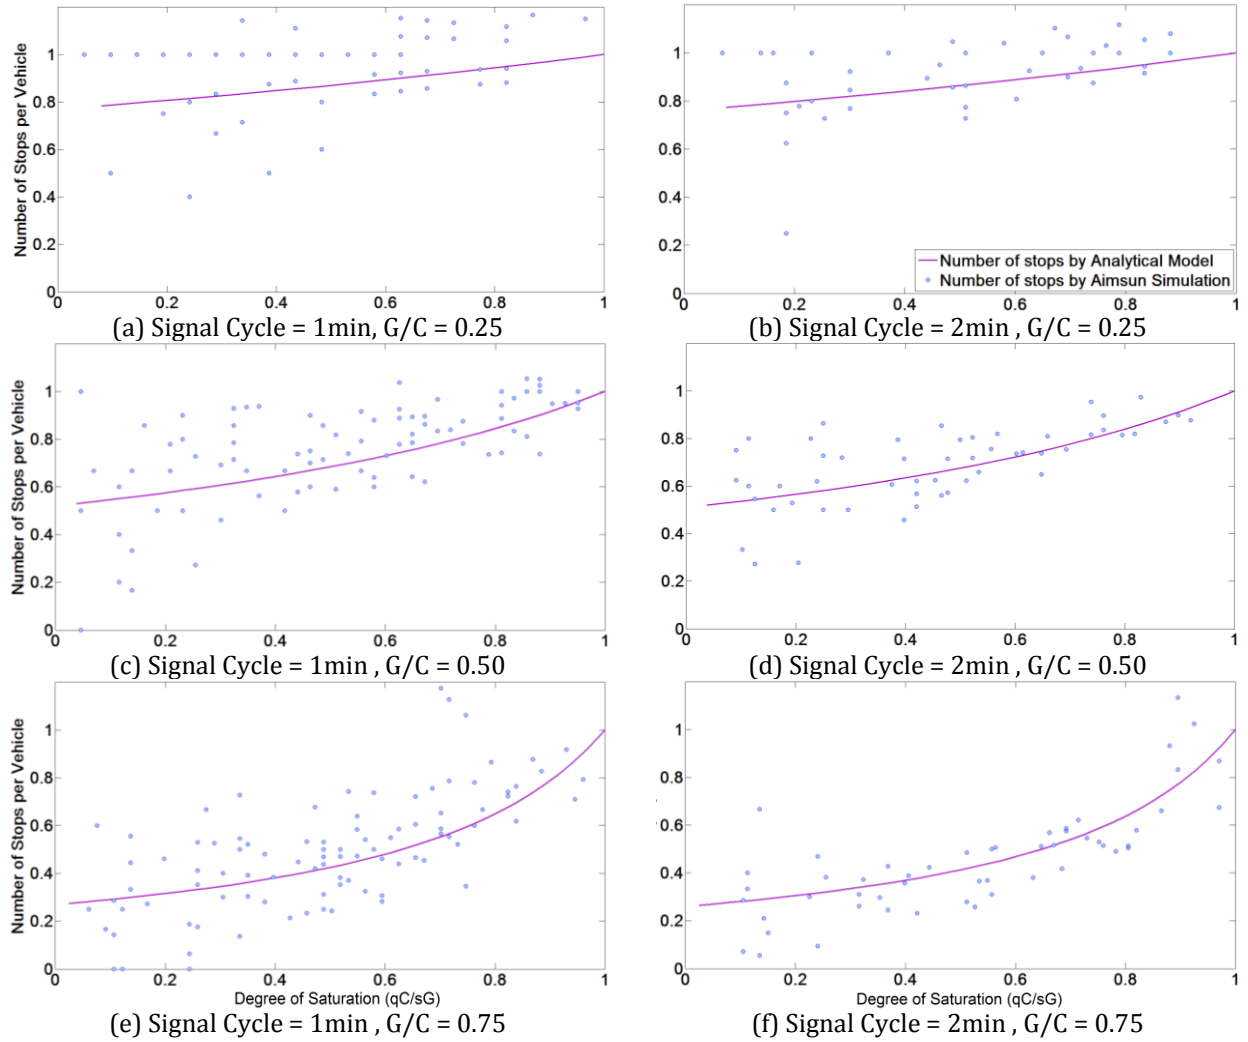 Number of Stops per Vehicle
1
0.8
0.6
0.4
0.2
0
0 0.2 0.4 0.6 0.8 1
(a) Signal Cycle = 1min, G/C = 0.25
1
0.8
0.6
0.4
0.2
0
0.2 0.4 0.6 0.8 1
Number of stops by Analytical Model
Number of stops by Aimsun Simulation
(b) Signal Cycle = 2min , G/C = 0.25
Number of Stops per Vehicle
1
0.8
0.6
0.4
0.2
0
0 0.2 0.4 0.6 0.8 1
(c) Signal Cycle = 1min , G/C = 0.50
1
0.8
0.6
0.4
0.2
0
0 0.2 0.4 0.6 0.8 1
(d) Signal Cycle = 2min , G/C = 0.50
Number of Stops per Vehicle
1
0.8
0.6
0.4
0.2
0
0 0.2 0.4 0.6 0.8 1
Degree of Saturation (qC/sG)
(e) Signal Cycle = 1min , G/C = 0.75
1
0.8
0.6
0.4
0.2
0
0 0.2 0.4 0.6 0.8 1
Degree of Saturation (qC/sG)
(f) Signal Cycle = 2min , G/C = 0.75